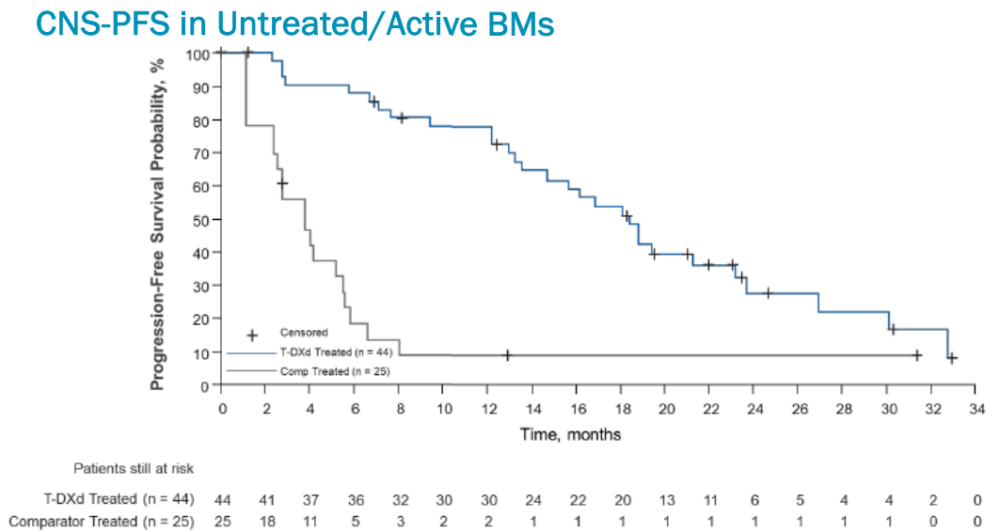 CNS-PFS in Untreated/Active BMs
Progression-Free Survival Probability, %
100
90
80
70
60
50
40
30
20
10
0
Censored
T-DXd Treated (n = 44)
Comp Treated (n = 25)
0 2 4 6 8 10 12 14 16 18 20 22 24 26 28 30 32 34
Time, months
Patients still at risk
T-DXd Treated (n = 44) 44 41 37 36 32 30 30 24 22 20 13 11 6 5 4 4 2 0
Comparator Treated (n = 25) 25 18 11 5 3 2 2 1 1 1 1 1 1 1 1 1 0 0